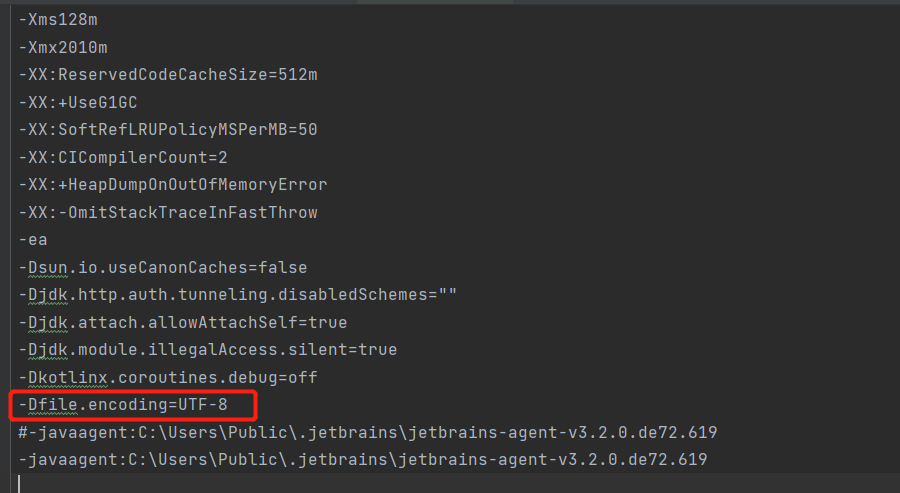 -Xms128m
-Xmx2010m
-XX:ReservedCodeCacheSize=512m
-XX:+UseG1GC
-XX:SoftRefLRUPolicyMSPerMB=50
-XX:CICompilerCount=2
-XX:+HeapDumpOnOutOfMemoryError
-XX:-OmitStackTraceInFastThrow
-ea
-Dsun.io.useCanonCaches=false
-Djdk.http.auth.tunneling.disabledSchemes=""
-Djdk.attach.allowAttachSelf=true
-Djdk.module.illegalAccess.silent=true
-Dkotlinx.coroutines.debug=off
-Dfile.encoding=UTF-8
#-javaagent:C:\Users\Public\.jetbrains\jetbrains-agent-v3.2.0.de72.619
-javaagent:C:\Users\Public\.jetbrains\jetbrains-agent-v3.2.0.de72.619